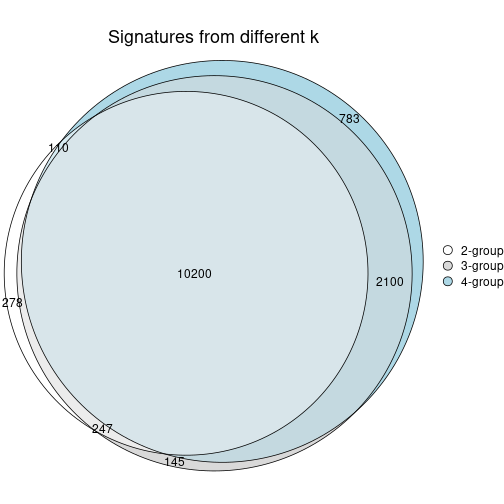 Signatures from different k
783
110
10200
2100
278
247
145
2-group
3-group
4-group